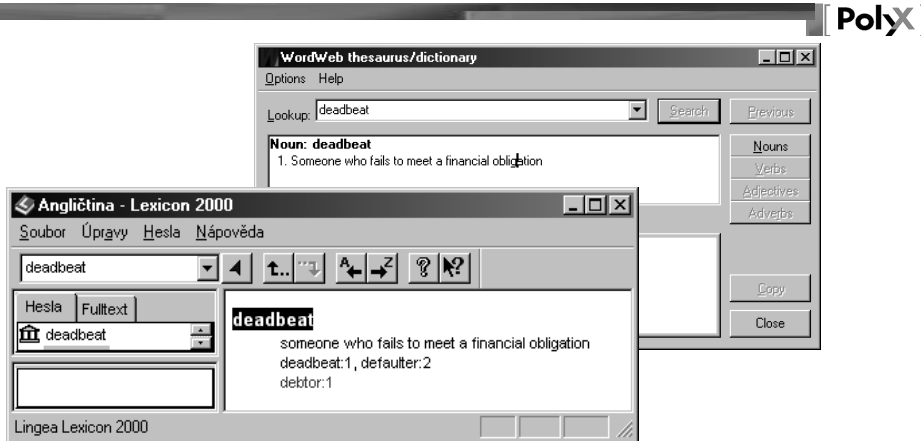 PolyX
WordWeb thesaurus/dictionary
Options Help
Lookup: deadbeat Search Previous
Noun: deadbeat
1. Someone who fails to meet a financial obligation
Nouns
Verbs
Adjectives
Adverbs
Copy
Close
Angličtina - Lexicon 2000
Soubor Úpravy Hesla Nápověda
deadbeat
Hesla Fulltext
deadbeat
deadbeat
someone who fails to meet a financial obligation
deadbeat:1, defaulter:2
debtor:1
Lingea Lexicon 2000